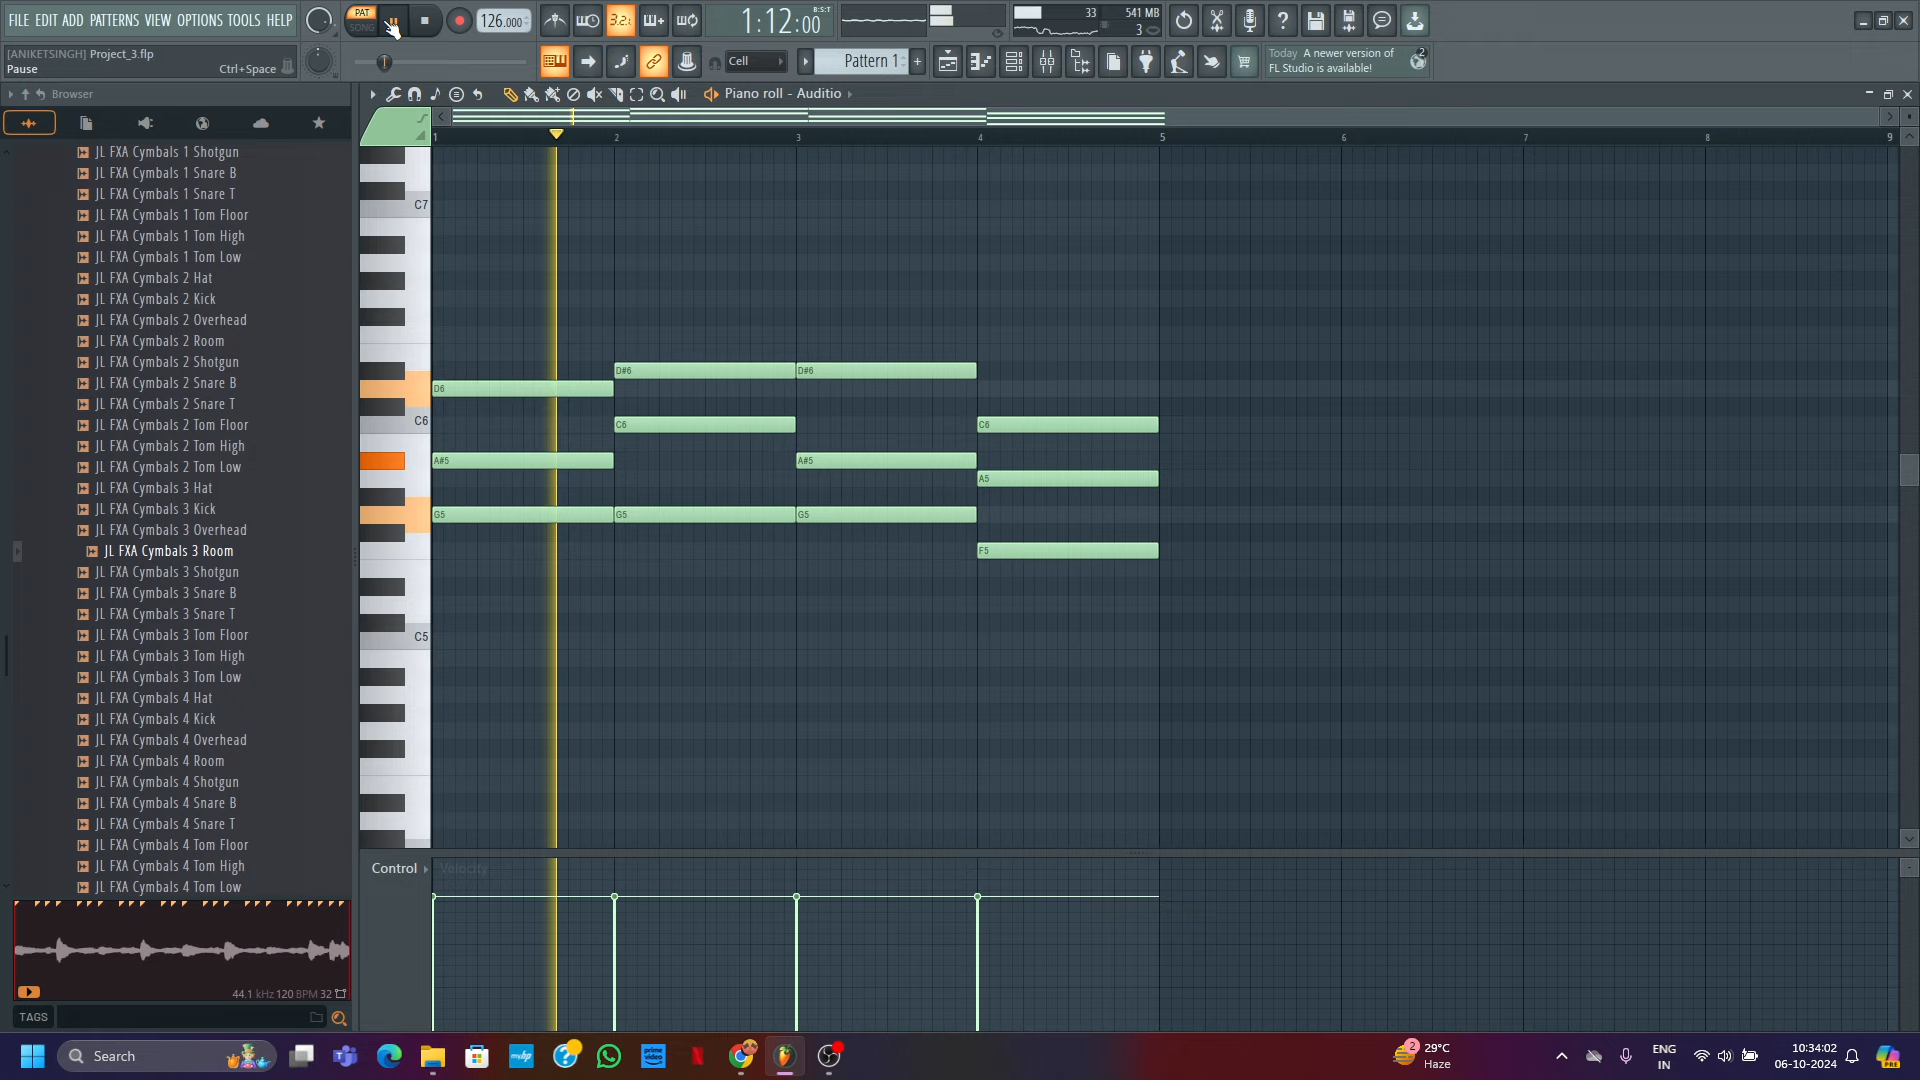 FILE EDIT ADD PATTERNS VIEW OPTIONS TOOLS HELP
PAT
SONG
126.000
3.2.
1:12:00
B:S:T
33
541 MB
3
[ANIKETSINGH] Project_3.flp
Pause
Ctrl+Space
Cell
Pattern 1
+
Today A newer version of
FL Studio is available!
2
Browser
Piano roll - Auditio
1 2 3 4 5 6 7 8 9
JL FXA Cymbals 1 Shotgun
JL FXA Cymbals 1 Snare B
JL FXA Cymbals 1 Snare T
JL FXA Cymbals 1 Tom Floor
JL FXA Cymbals 1 Tom High
JL FXA Cymbals 1 Tom Low
JL FXA Cymbals 2 Hat
JL FXA Cymbals 2 Kick
JL FXA Cymbals 2 Overhead
JL FXA Cymbals 2 Room
JL FXA Cymbals 2 Shotgun
JL FXA Cymbals 2 Snare B
JL FXA Cymbals 2 Snare T
JL FXA Cymbals 2 Tom Floor
JL FXA Cymbals 2 Tom High
JL FXA Cymbals 2 Tom Low
JL FXA Cymbals 3 Hat
JL FXA Cymbals 3 Kick
JL FXA Cymbals 3 Overhead
JL FXA Cymbals 3 Room
JL FXA Cymbals 3 Shotgun
JL FXA Cymbals 3 Snare B
JL FXA Cymbals 3 Snare T
JL FXA Cymbals 3 Tom Floor
JL FXA Cymbals 3 Tom High
JL FXA Cymbals 3 Tom Low
JL FXA Cymbals 4 Hat
JL FXA Cymbals 4 Kick
JL FXA Cymbals 4 Overhead
JL FXA Cymbals 4 Room
JL FXA Cymbals 4 Shotgun
JL FXA Cymbals 4 Snare B
JL FXA Cymbals 4 Snare T
JL FXA Cymbals 4 Tom Floor
JL FXA Cymbals 4 Tom High
JL FXA Cymbals 4 Tom Low
44.1 kHz 120 BPM 32
TAGS
C7
D#6 D#6
D6
C6 C6 C6
A#5 A#5
A5
G5 G5 G5
F5
C5
Control Velocity
Search
myhp
prime video
N
2
29°C
Haze
ENG
IN
10:34:02
06-10-2024
PRE